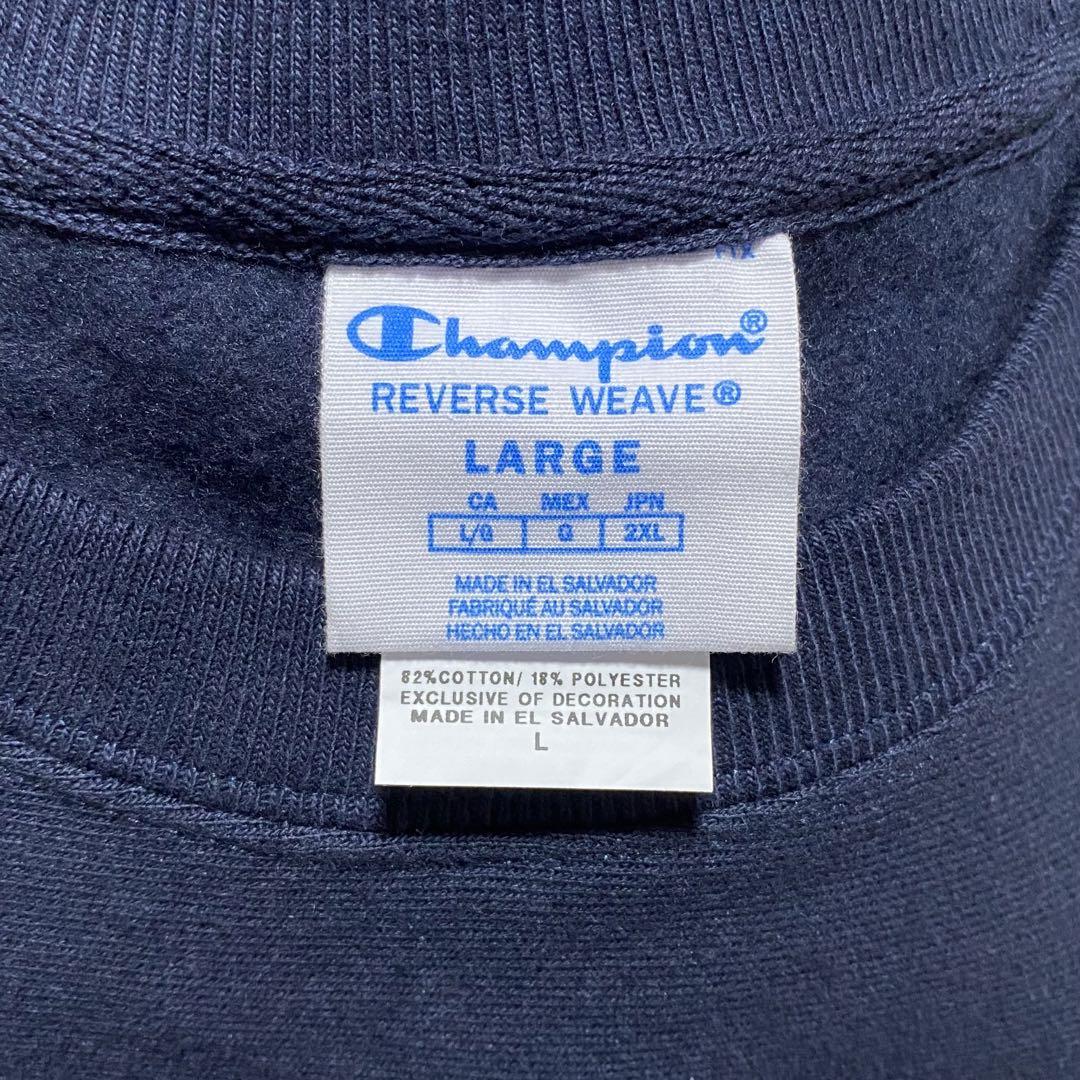 Champion®
REVERSE WEAVE®
LARGE
CA MEX JPN
L/G G 2XL
MADE IN EL SALVADOR
FABRIQUÉ AU SALVADOR
HECHO EN EL SALVADOR
82%COTTON/ 18% POLYESTER
EXCLUSIVE OF DECORATION
MADE IN EL SALVADOR
L